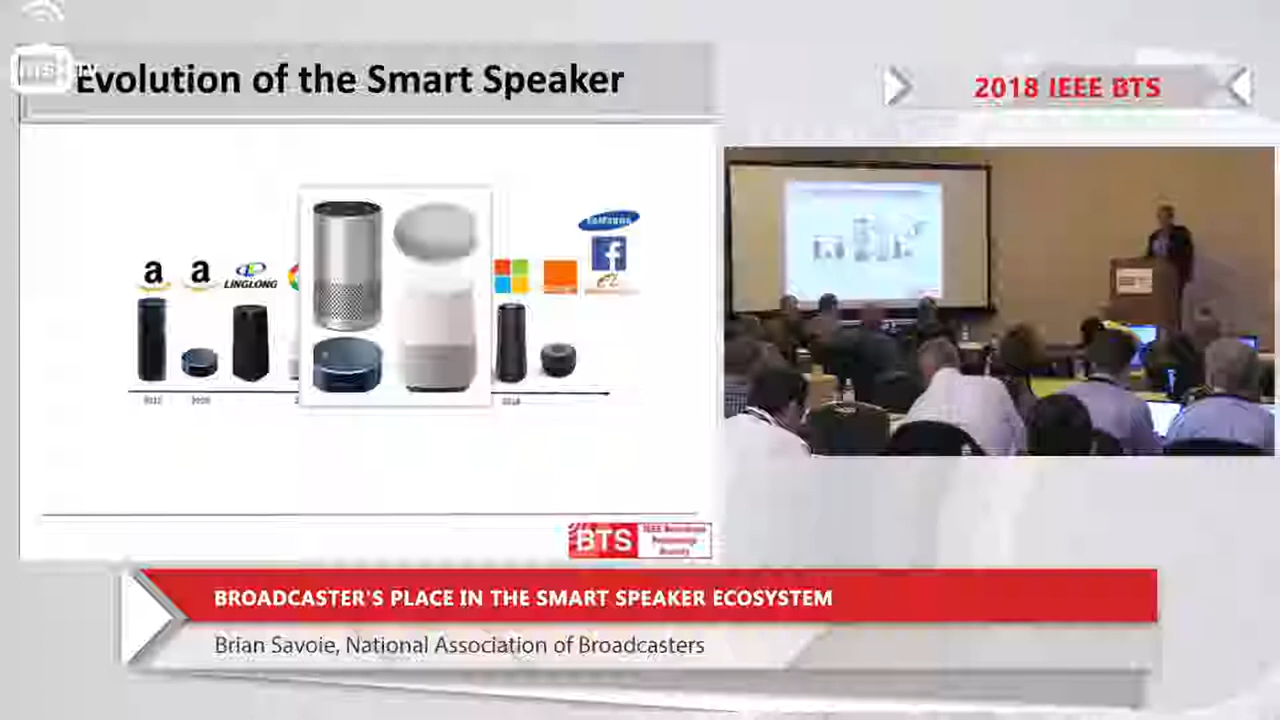 Evolution of the Smart Speaker
2018 IEEE BTS
SAMSUNG
a
a
LINGLONG
2018
BTS
BROADCASTER'S PLACE IN THE SMART SPEAKER ECOSYSTEM
Brian Savoie, National Association of Broadcasters